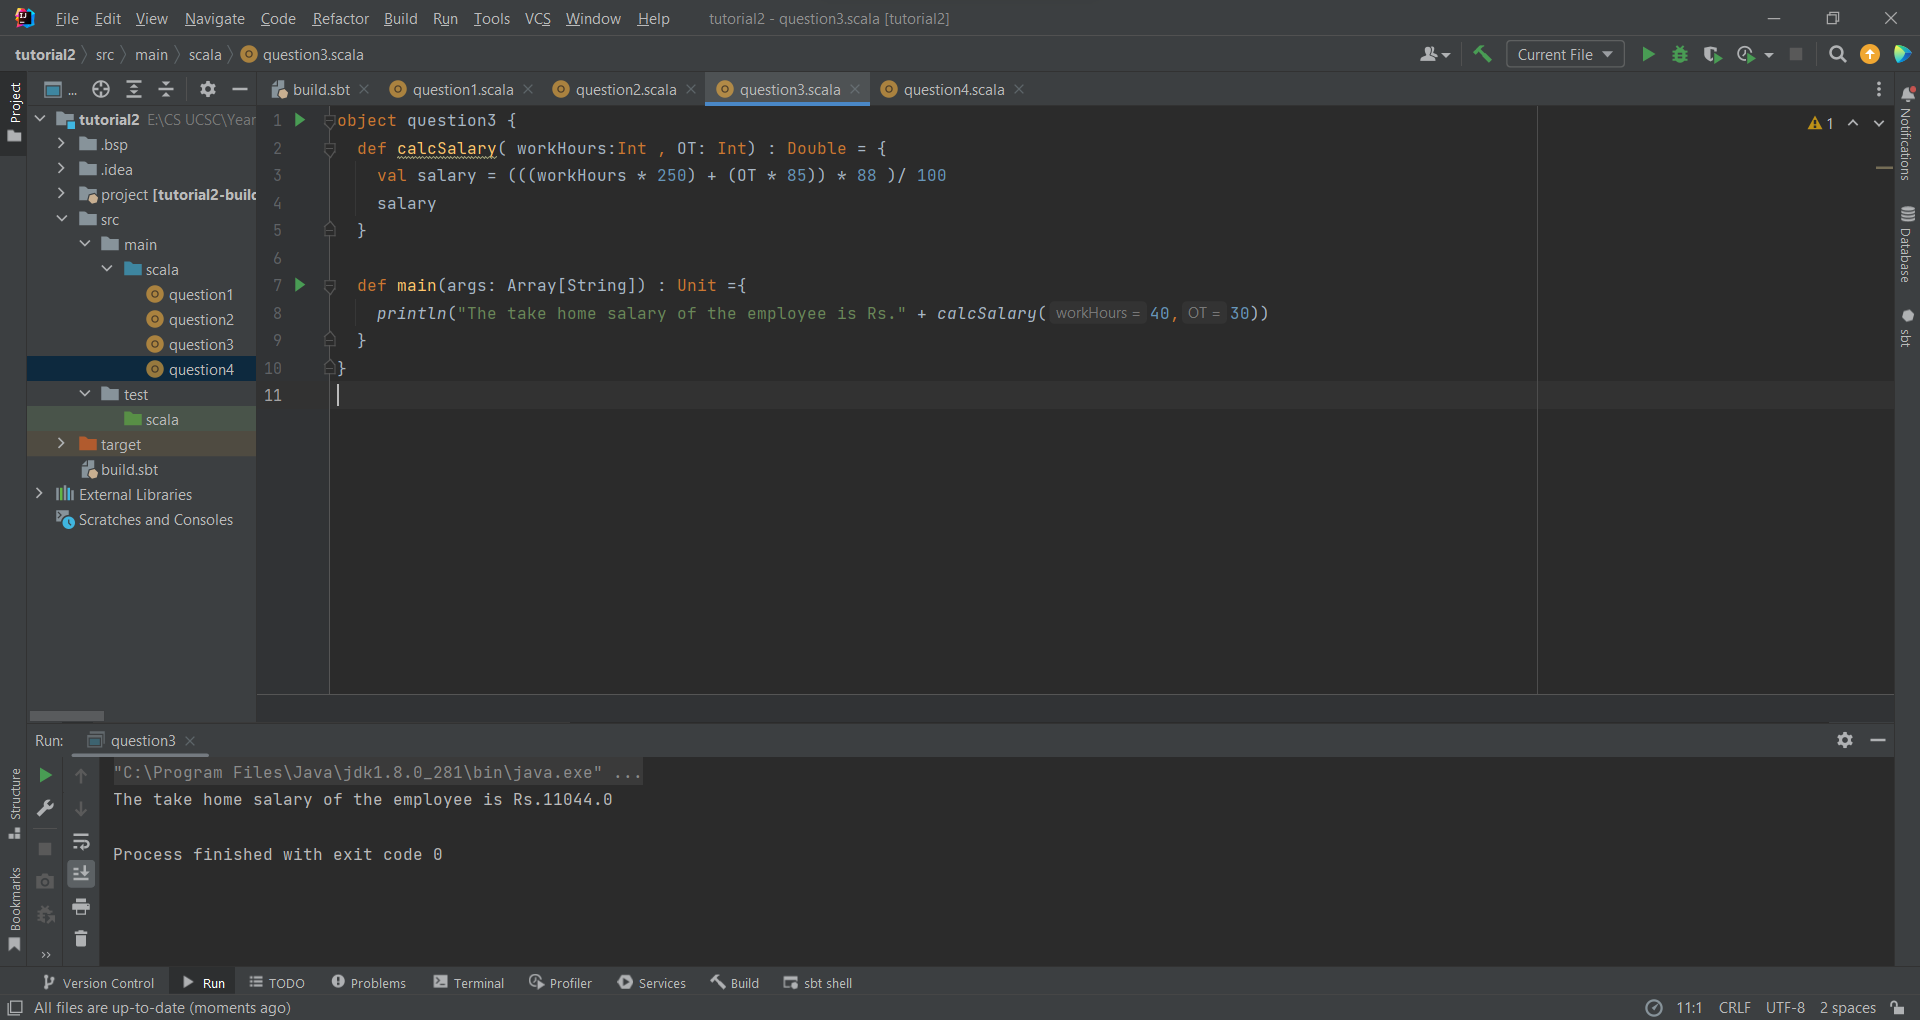 File Edit View Navigate Code Refactor Build Run Tools VCS Window Help tutorial2 - question3.scala [tutorial2]
tutorial2 src main scala question3.scala Current File
Project ... build.sbt question1.scala question2.scala question3.scala question4.scala
tutorial2 E:\CS UCSC\Year
.bsp
.idea
project [tutorial2-build
src
main
scala
question1
question2
question3
question4
test
scala
target
build.sbt
External Libraries
Scratches and Consoles
1 object question3 {
2 def calcSalary( workHours:Int , OT: Int) : Double = {
3 val salary = (((workHours * 250) + (OT * 85)) * 88 )/ 100
4 salary
5 }
6
7 def main(args: Array[String]) : Unit ={
8 println("The take home salary of the employee is Rs." + calcSalary( workHours = 40, OT = 30))
9 }
10 }
11
1
Notifications
Database
sbt
Run: question3
"C:\Program Files\Java\jdk1.8.0_281\bin\java.exe" ...
The take home salary of the employee is Rs.11044.0
Process finished with exit code 0
Structure
Bookmarks
Version Control Run TODO Problems Terminal Profiler Services Build sbt shell
All files are up-to-date (moments ago) 11:1 CRLF UTF-8 2 spaces